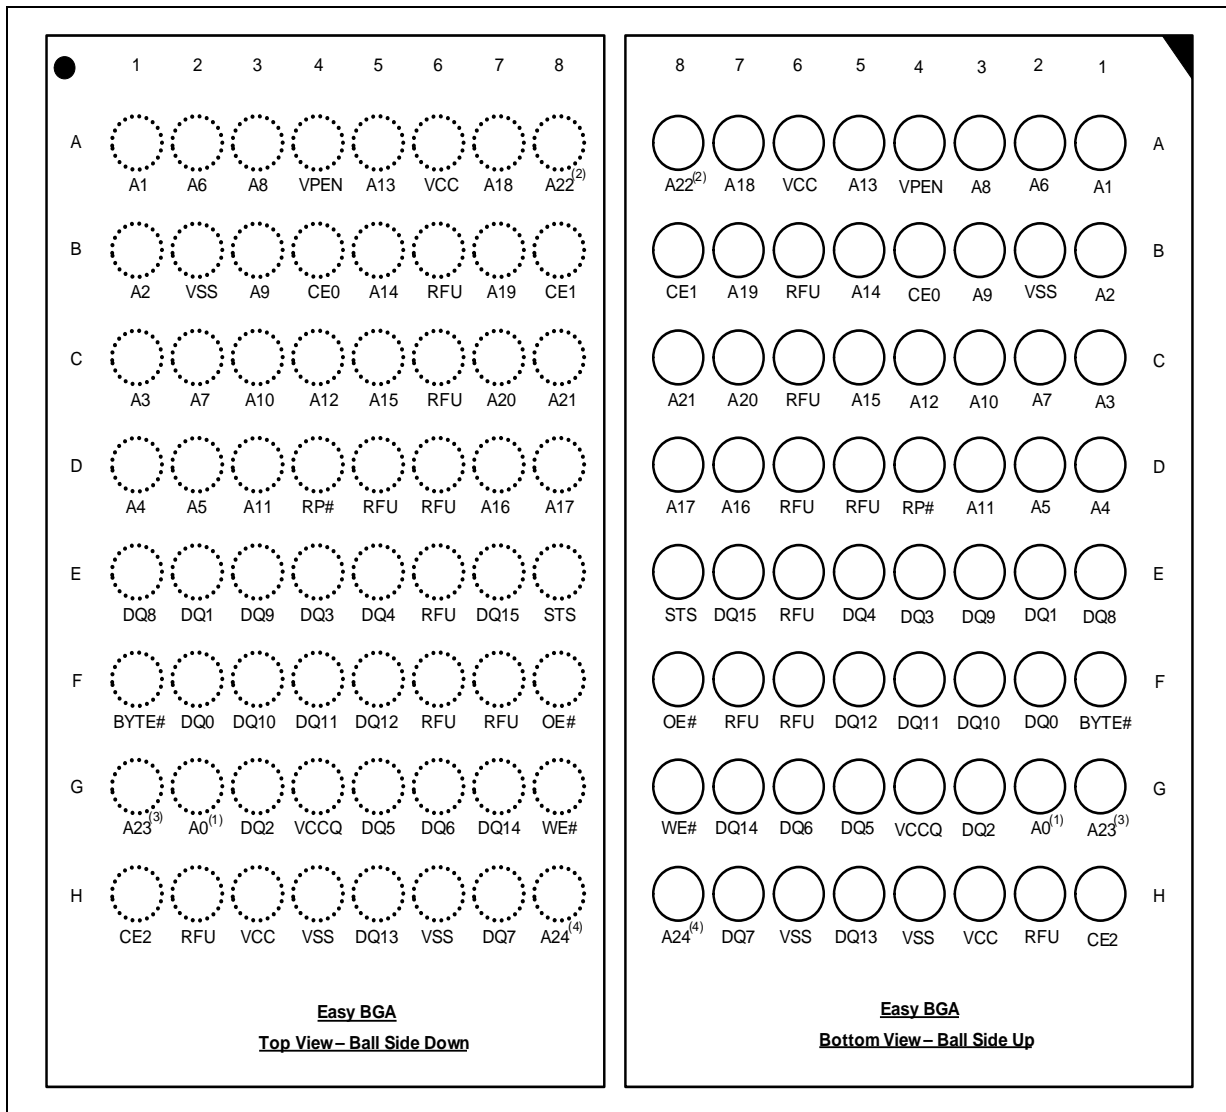 1 2 3 4 5 6 7 8
A
A1 A6 A8 VPEN A13 VCC A18 A22(2)
B
A2 VSS A9 CE0 A14 RFU A19 CE1
C
A3 A7 A10 A12 A15 RFU A20 A21
D
A4 A5 A11 RP# RFU RFU A16 A17
E
DQ8 DQ1 DQ9 DQ3 DQ4 RFU DQ15 STS
F
BYTE# DQ0 DQ10 DQ11 DQ12 RFU RFU OE#
G
A23(3) A0(1) DQ2 VCCQ DQ5 DQ6 DQ14 WE#
H
CE2 RFU VCC VSS DQ13 VSS DQ7 A24(4)
Easy BGA
Top View – Ball Side Down
8 7 6 5 4 3 2 1
A
A22(2) A18 VCC A13 VPEN A8 A6 A1
B
CE1 A19 RFU A14 CE0 A9 VSS A2
C
A21 A20 RFU A15 A12 A10 A7 A3
D
A17 A16 RFU RFU RP# A11 A5 A4
E
STS DQ15 RFU DQ4 DQ3 DQ9 DQ1 DQ8
F
OE# RFU RFU DQ12 DQ11 DQ10 DQ0 BYTE#
G
WE# DQ14 DQ6 DQ5 VCCQ DQ2 A0(1) A23(3)
H
A24(4) DQ7 VSS DQ13 VSS VCC RFU CE2
Easy BGA
Bottom View – Ball Side Up